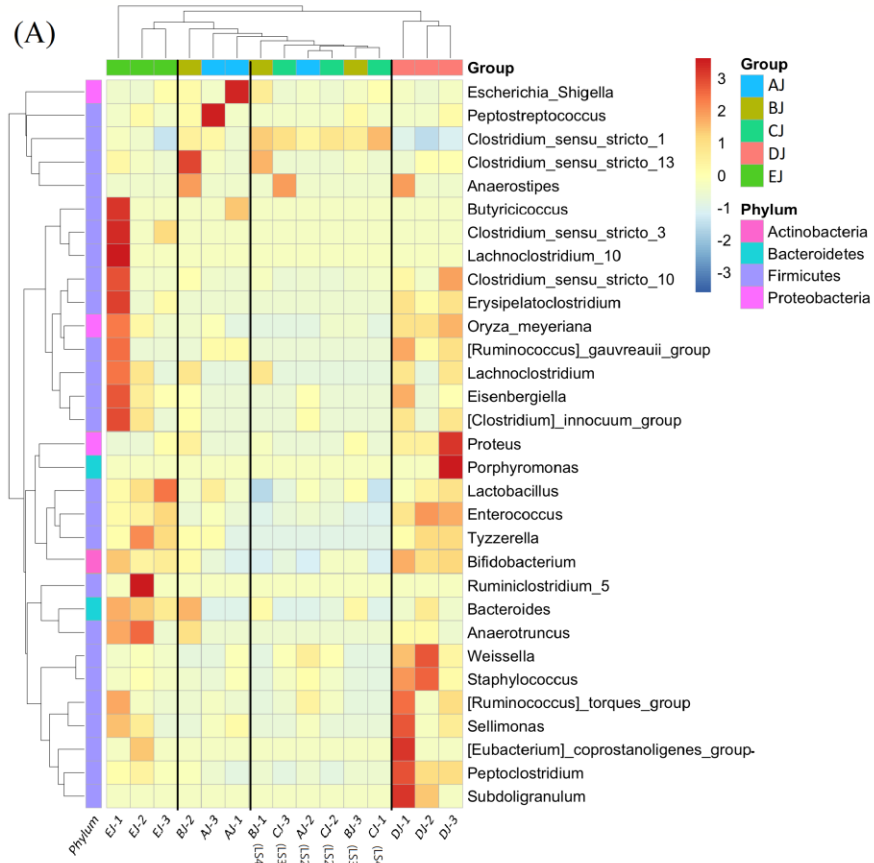 (A)
Group
Escherichia_Shigella
Peptostreptococcus
Clostridium_sensu_stricto_1
Clostridium_sensu_stricto_13
Anaerostipes
Butyricicoccus
Clostridium_sensu_stricto_3
Lachnoclostridium_10
Clostridium_sensu_stricto_10
Erysipelatoclostridium
Oryza_meyeriana
[Ruminococcus]_gauvreauii_group
Lachnoclostridium
Eisenbergiella
[Clostridium]_innocuum_group
Proteus
Porphyromonas
Lactobacillus
Enterococcus
Tyzzerella
Bifidobacterium
Ruminiclostridium_5
Bacteroides
Anaerotruncus
Weissella
Staphylococcus
[Ruminococcus]_torques_group
Sellimonas
[Eubacterium]_coprostanoligenes_group-
Peptoclostridium
Subdoligranulum
3
2
1
0
-1
-2
-3
Group
AJ
BJ
CJ
DJ
EJ
Phylum
Actinobacteria
Bacteroidetes
Firmicutes
Proteobacteria
Phylum
EJ-1
EJ-2
EJ-3
BJ-2
AJ-3
AJ-1
BJ-1
CJ-3
AJ-2
CJ-2
BJ-3
CJ-1
DJ-1
DJ-2
DJ-3